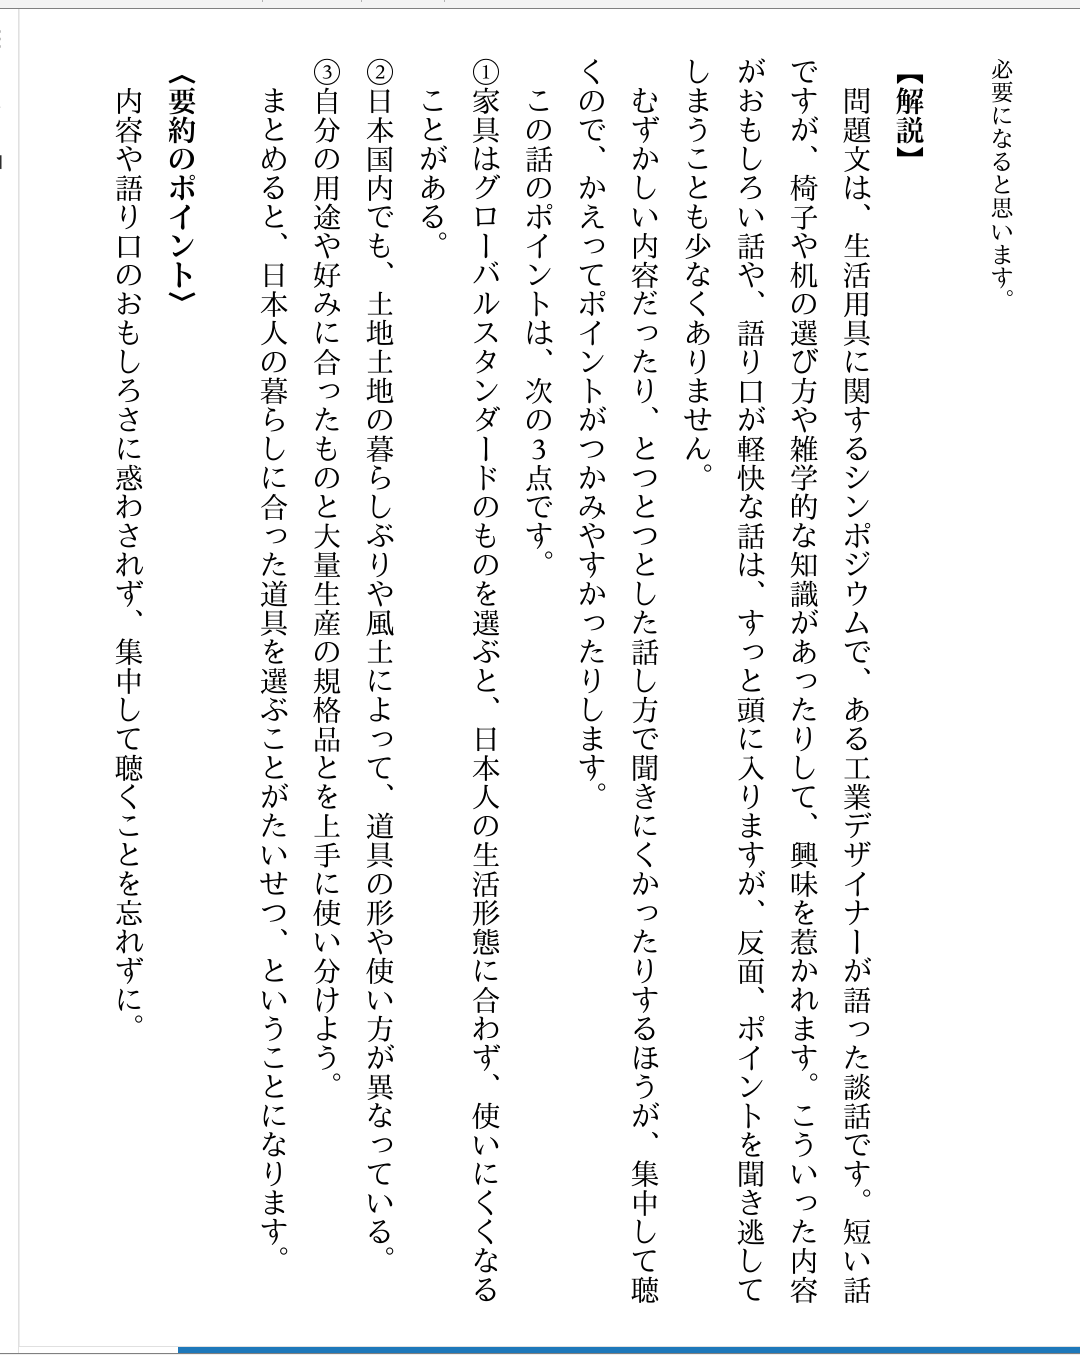 必要になると思います。
【解説】
問題文は、生活用具に関するシンポジウムで、ある工業デザイナーが語った談話です。短い話
ですが、椅子や机の選び方や雑学的な知識があったりして、興味を惹かれます。こういった内容
がおもしろい話や、語り口が軽快な話は、すっと頭に入りますが、反面、ポイントを聞き逃して
しまうことも少なくありません。
むずかしい内容だったり、とつとつとした話し方で聞きにくかったりするほうが、集中して聴
くので、かえってポイントがつかみやすかったりします。
この話のポイントは、次の3点です。
①家具はグローバルスタンダードのものを選ぶと、日本人の生活形態に合わず、使いにくくなる
ことがある。
②日本国内でも、土地土地の暮らしぶりや風土によって、道具の形や使い方が異なっている。
③自分の用途や好みに合ったものと大量生産の規格品とを上手に使い分けよう。
まとめると、日本人の暮らしに合った道具を選ぶことがたいせつ、ということになります。
〈要約のポイント〉
内容や語り口のおもしろさに惑わされず、集中して聴くことを忘れずに。